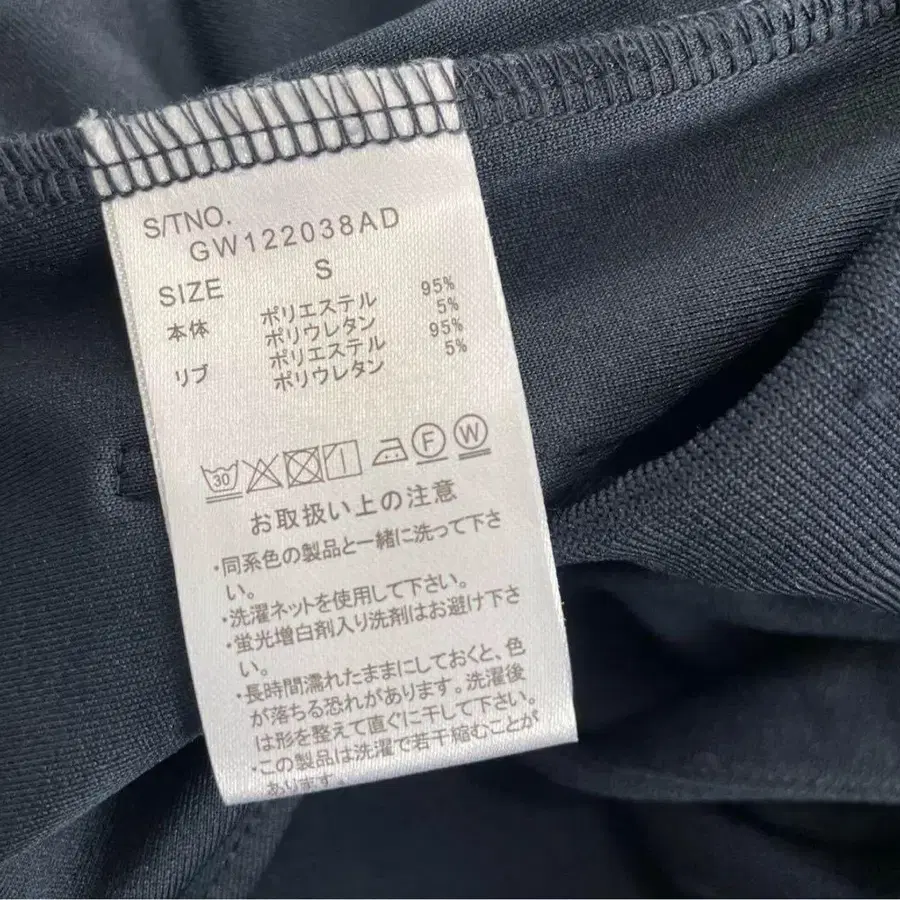 S/TNO.
GW122038AD
SIZE S
本体 ポリエステル 95%
ポリウレタン 5%
リブ ポリエステル 95%
ポリウレタン 5%
30 F W
お取扱い上の注意
・同系色の製品と一緒に洗って下さ
い。
・洗濯ネットを使用して下さい。
・蛍光増白剤入り洗剤はお避け下さ
い。
・長時間濡れたままにしておくと、色
が落ちる恐れがあります。洗濯後
は形を整えて直ぐに干して下さい。
・この製品は洗濯で若干縮むことが
あります。